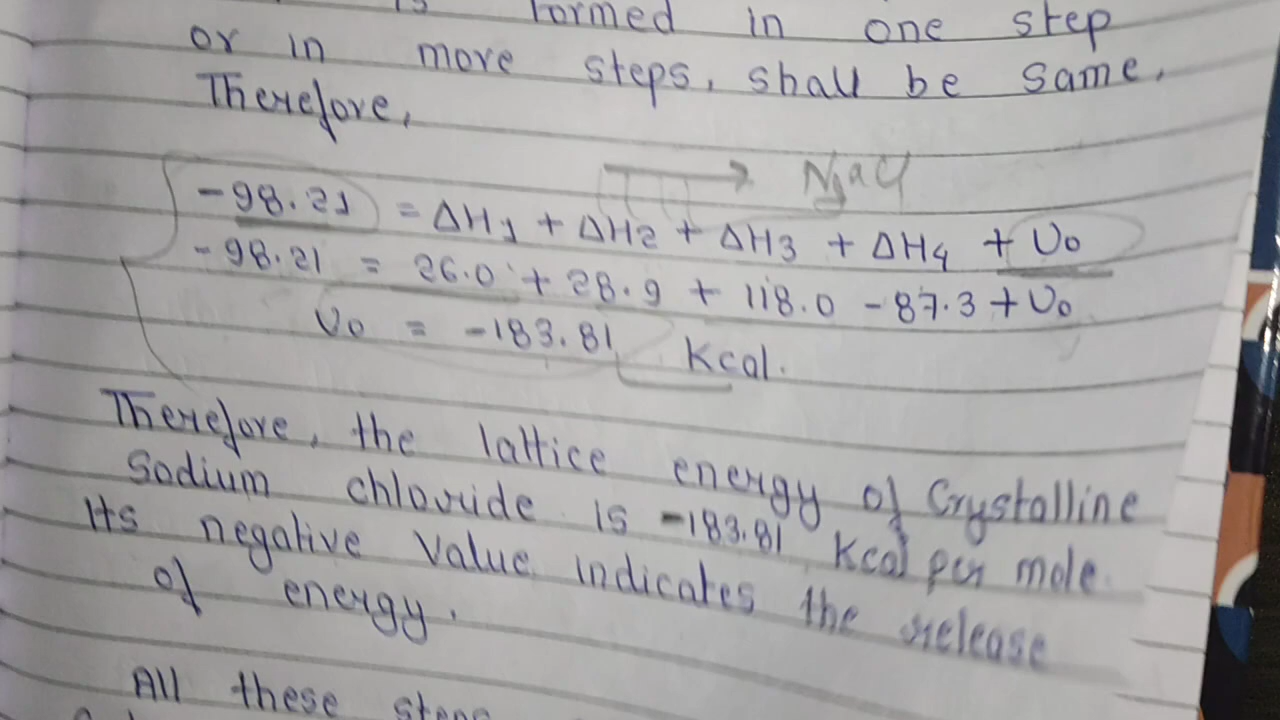 is formed in one step
or in more steps, shall be same.
Therefore,
→ NaCl
-98.21 = ΔH1 + ΔH2 + ΔH3 + ΔH4 + U0
-98.21 = 26.0 + 28.9 + 118.0 - 87.3 + U0
U0 = -183.81 Kcal.
Therefore, the lattice energy of Crystalline
Sodium chloride is -183.81 Kcal per mole.
Its negative value indicates the release
of energy.
All these steps